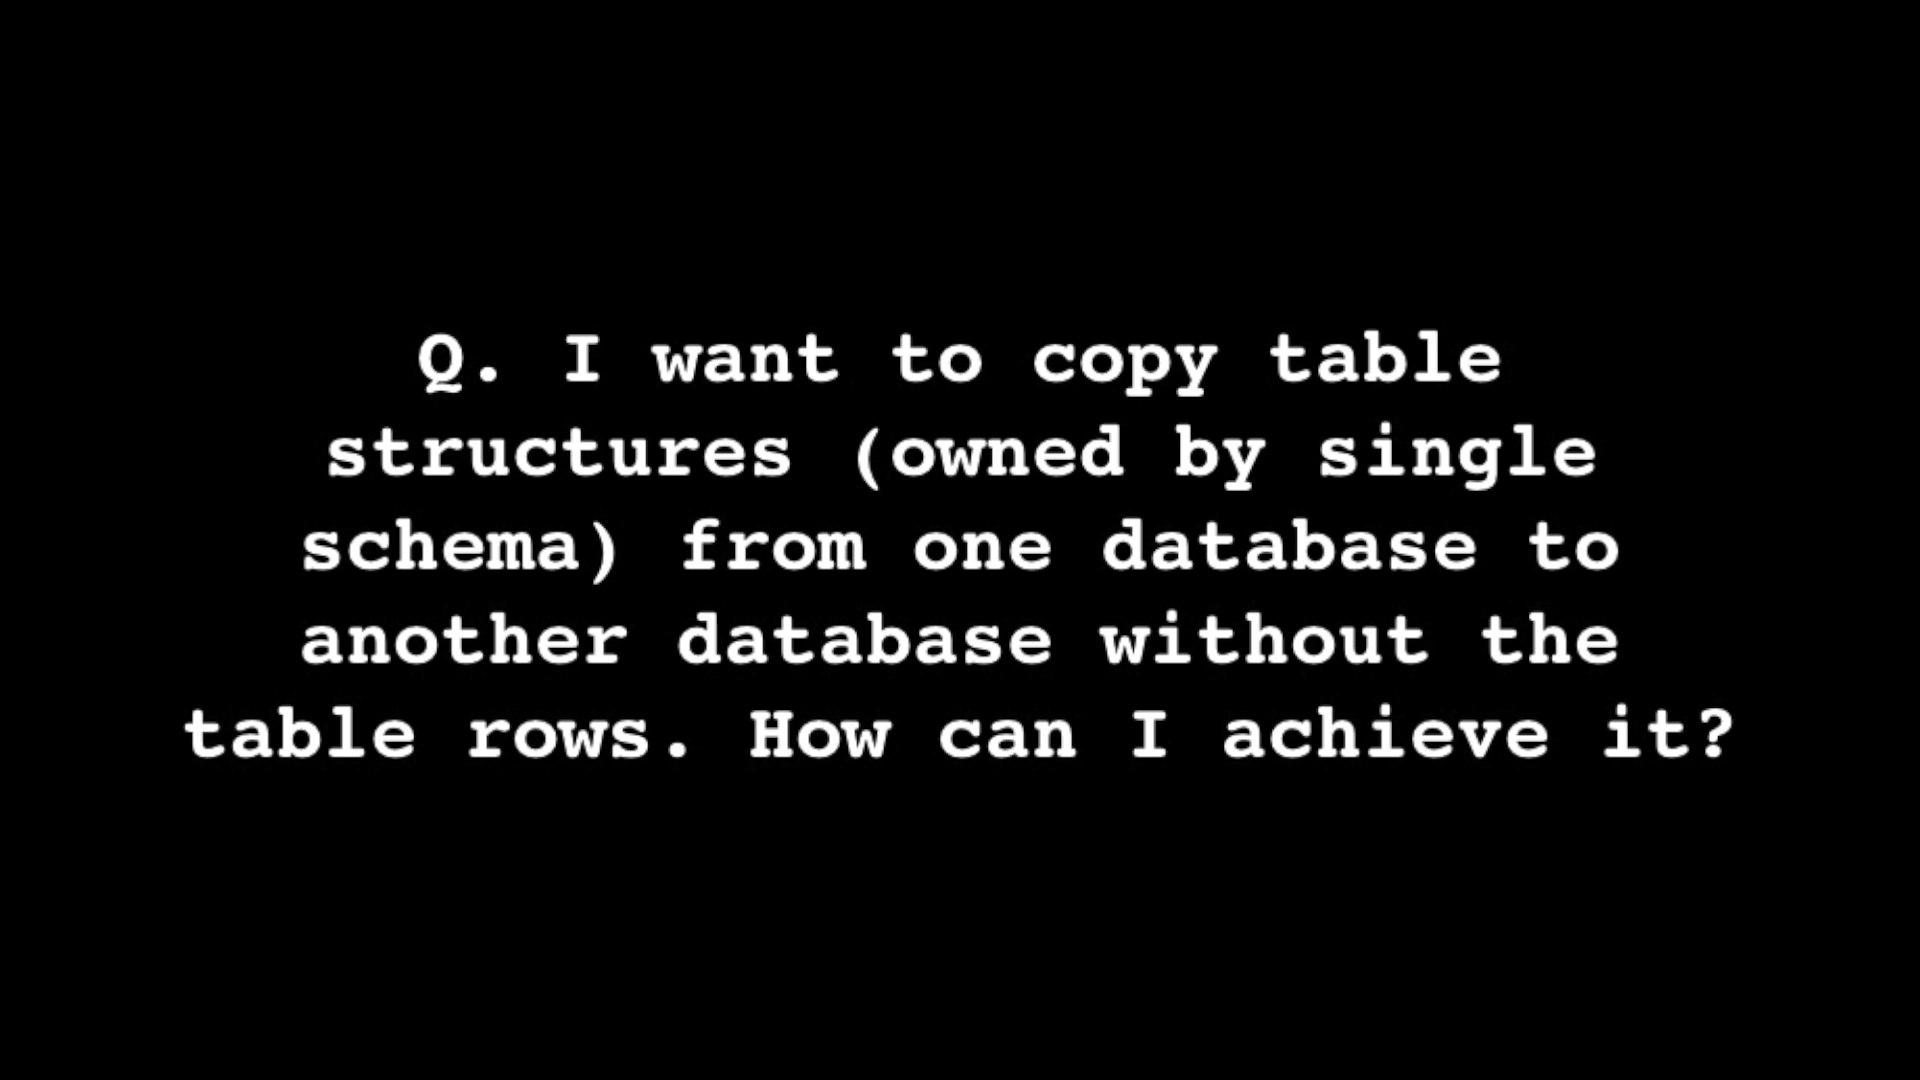 Q. I want to copy table
structures (owned by single
schema) from one database to
another database without the
table rows. How can I achieve it?